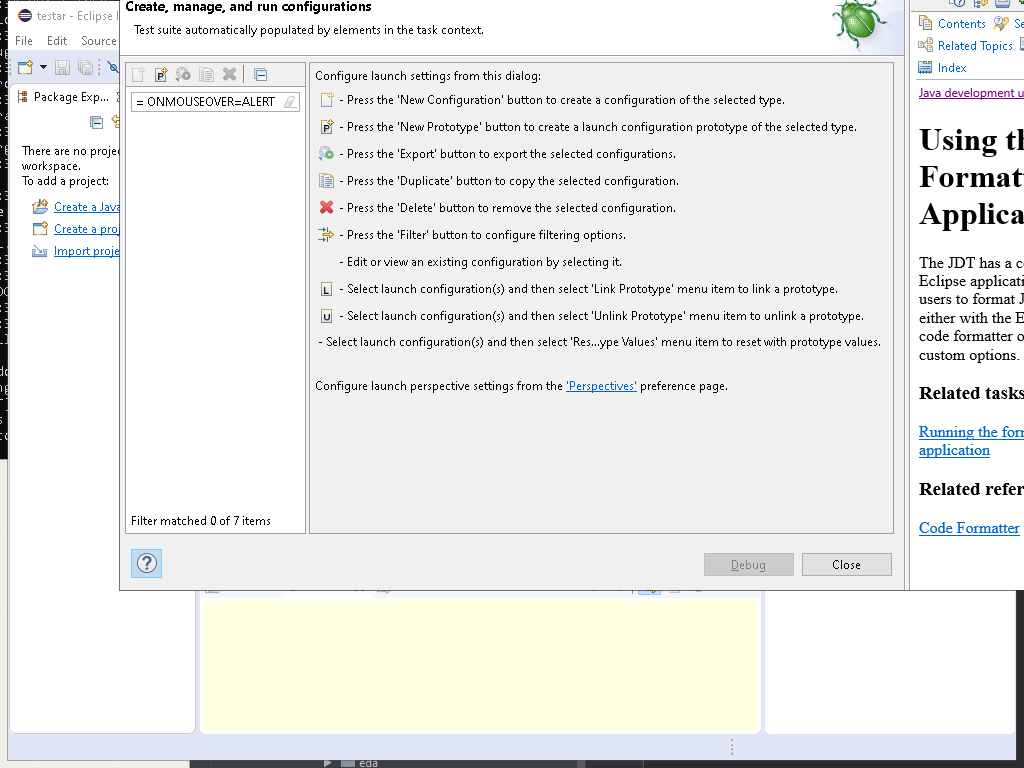 testar - Eclipse I
File Edit Source
Package Exp...
There are no proje
workspace.
To add a project:
Create a Java
Create a proj
Import proje
Create, manage, and run configurations
Test suite automatically populated by elements in the task context.
= ONMOUSEOVER=ALERT
Filter matched 0 of 7 items
Configure launch settings from this dialog:
- Press the 'New Configuration' button to create a configuration of the selected type.
- Press the 'New Prototype' button to create a launch configuration prototype of the selected type.
- Press the 'Export' button to export the selected configurations.
- Press the 'Duplicate' button to copy the selected configuration.
- Press the 'Delete' button to remove the selected configuration.
- Press the 'Filter' button to configure filtering options.
- Edit or view an existing configuration by selecting it.
L - Select launch configuration(s) and then select 'Link Prototype' menu item to link a prototype.
U - Select launch configuration(s) and then select 'Unlink Prototype' menu item to unlink a prototype.
- Select launch configuration(s) and then select 'Res...ype Values' menu item to reset with prototype values.
Configure launch perspective settings from the 'Perspectives' preference page.
Debug Close
Contents Se
Related Topics
Index
Java development u
Using th
Formatt
Applica
The JDT has a c
Eclipse applicati
users to format J
either with the E
code formatter o
custom options.
Related tasks
Running the forr
application
Related refer
Code Formatter
eda